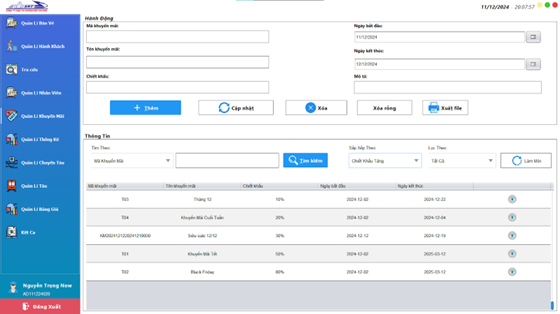 11/12/2024 - 20:07:57
Quản Lí Bán Vé
Quản Lí Hành Khách
Tra cứu
Quản Lí Nhân Viên
Quản Lí Khuyến Mãi
Quản Lí Thống Kê
Quản Lí Chuyến Tàu
Quản Lí Tàu
Quản Lí Bảng Giá
Kết Ca
Nguyễn Trọng Now
Đăng Xuất
Hành Động
Mã khuyến mãi:
Ngày bắt đầu:
11/12/2024
Tên khuyến mãi:
Ngày kết thúc:
12/12/2024
Chiết khấu:
Mô tả:
Thêm
Cập nhật
Xóa
Xóa rỗng
Xuất file
Thông Tin
Tìm Theo
Sắp Xếp Theo
Lọc Theo
Mã Khuyến Mãi
Tìm kiếm
Chiết Khấu Tăng
Tất Cả
Làm Mới
Mã khuyến mãi Tên khuyến mãi Chiết khấu Ngày bắt đầu Ngày kết thúc
T03 Tháng 12 10% 2024-12-02 2024-12-22
T04 Khuyến Mãi Cuối Tuần 20% 2024-12-02 2024-12-04
Siêu sale 12/12 30% 2024-12-12 2024-12-19
T01 Khuyến Mãi Tết 50% 2024-12-02 2025-03-12
T02 Black Friday 80% 2024-12-02 2025-03-12